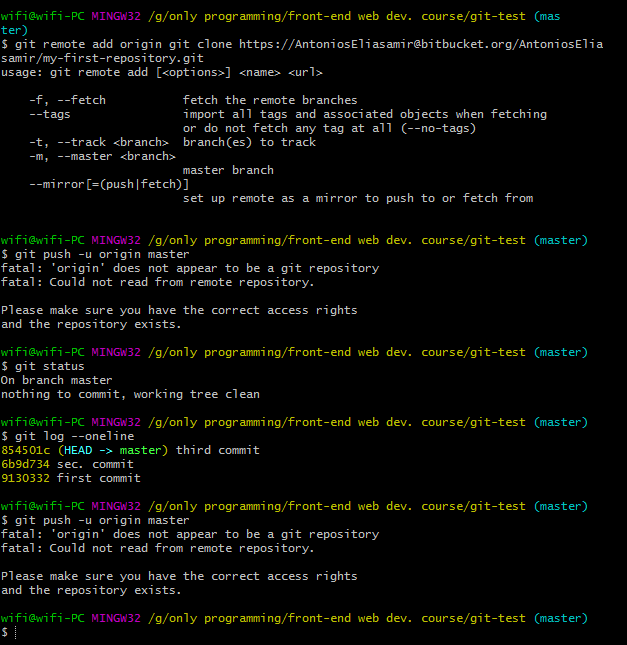 wifi@wifi-PC MINGW32 /g/only programming/front-end web dev. course/git-test (mas
ter)
$ git remote add origin git clone https://AntoniosEliasamir@bitbucket.org/AntoniosElia
samir/my-first-repository.git
usage: git remote add [<options>] <name> <url>
-f, --fetch fetch the remote branches
--tags import all tags and associated objects when fetching
or do not fetch any tag at all (--no-tags)
-t, --track <branch> branch(es) to track
-m, --master <branch>
master branch
--mirror[=(push|fetch)]
set up remote as a mirror to push to or fetch from
wifi@wifi-PC MINGW32 /g/only programming/front-end web dev. course/git-test (master)
$ git push -u origin master
fatal: 'origin' does not appear to be a git repository
fatal: Could not read from remote repository.
Please make sure you have the correct access rights
and the repository exists.
wifi@wifi-PC MINGW32 /g/only programming/front-end web dev. course/git-test (master)
$ git status
On branch master
nothing to commit, working tree clean
wifi@wifi-PC MINGW32 /g/only programming/front-end web dev. course/git-test (master)
$ git log --oneline
854501c (HEAD -> master) third commit
6b9d734 sec. commit
9130332 first commit
wifi@wifi-PC MINGW32 /g/only programming/front-end web dev. course/git-test (master)
$ git push -u origin master
fatal: 'origin' does not appear to be a git repository
fatal: Could not read from remote repository.
Please make sure you have the correct access rights
and the repository exists.
wifi@wifi-PC MINGW32 /g/only programming/front-end web dev. course/git-test (master)
$